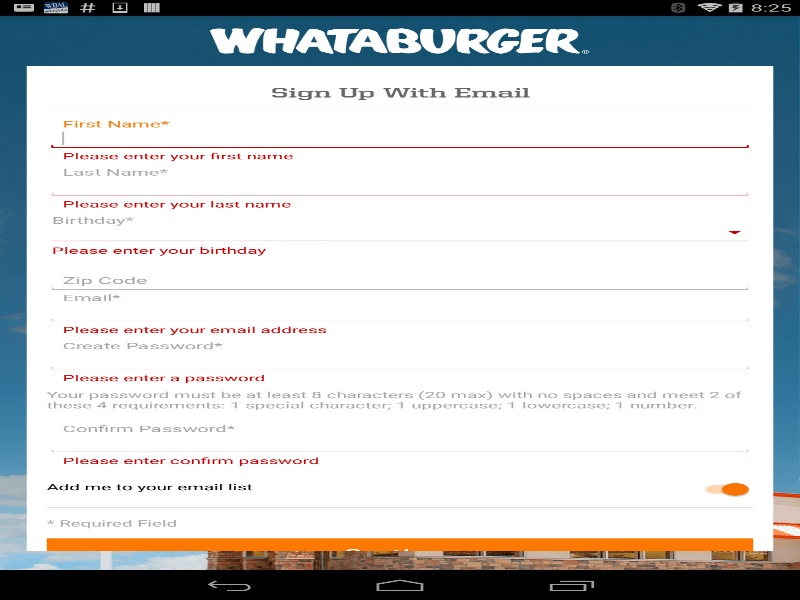 8:25
WHATABURGER
Sign Up With Email
First Name*
Please enter your first name
Last Name*
Please enter your last name
Birthday*
Please enter your birthday
Zip Code
Email*
Please enter your email address
Create Password*
Please enter a password
Your password must be at least 8 characters (20 max) with no spaces and meet 2 of
these 4 requirements: 1 special character; 1 uppercase; 1 lowercase; 1 number.
Confirm Password*
Please enter confirm password
Add me to your email list
* Required Field